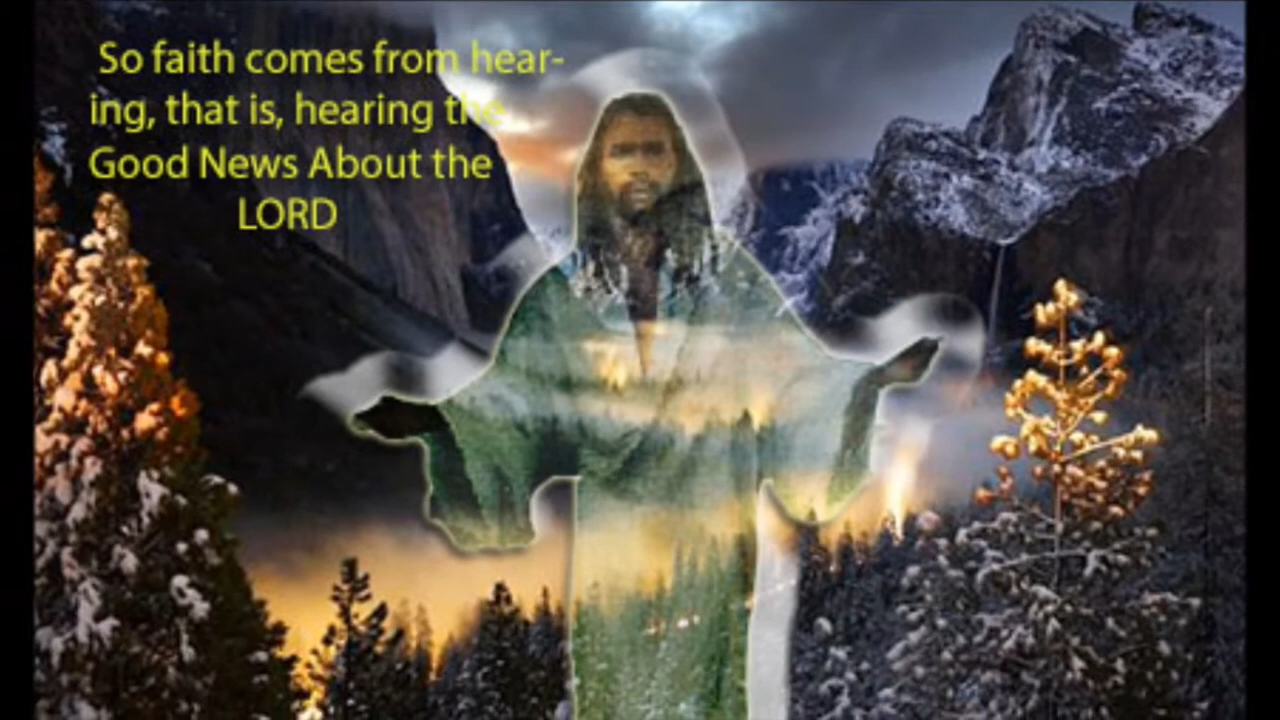 So faith comes from hear-
ing, that is, hearing the
Good News About the
LORD